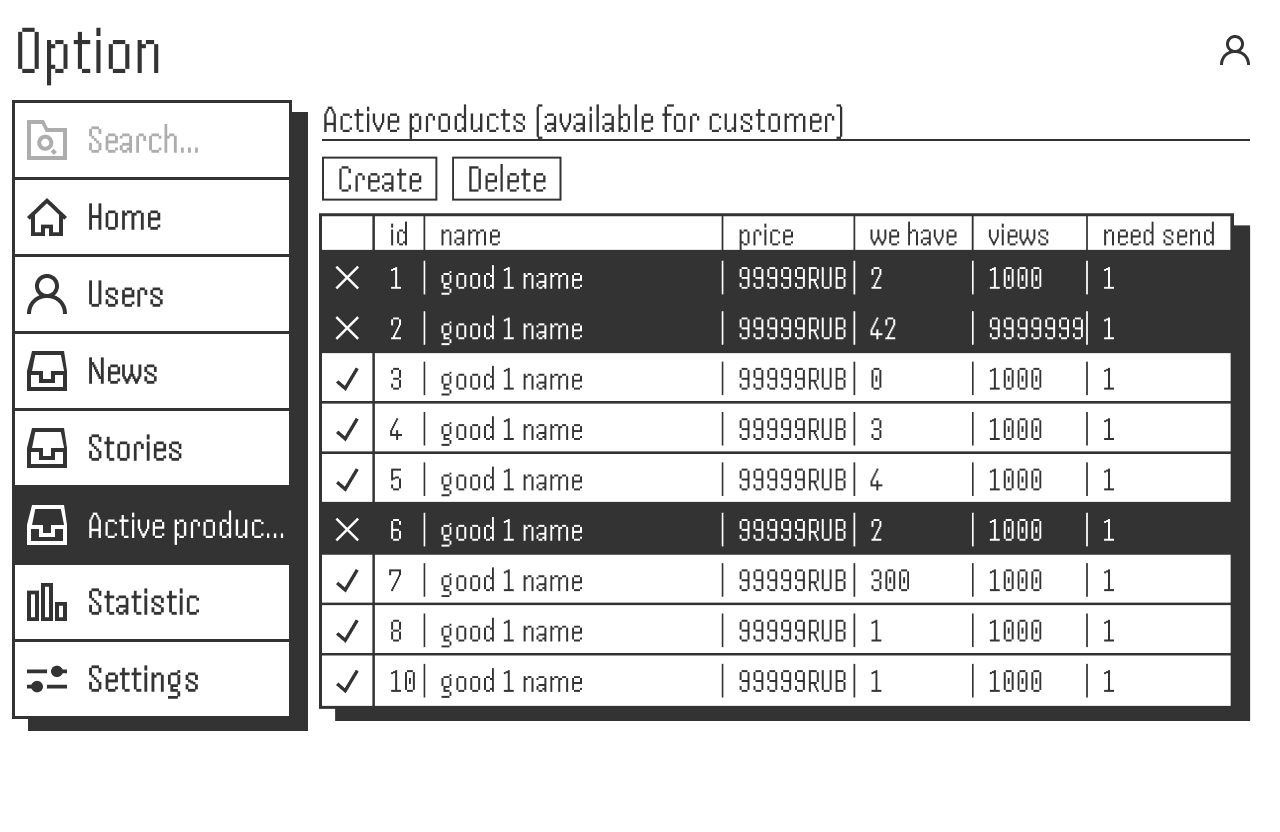 Option
Search...
Home
Users
News
Stories
Active produc...
Statistic
Settings
Active products (available for customer)
Create Delete
id name price we have views need send
1 good 1 name 99999RUB 2 1000 1
2 good 1 name 99999RUB 42 9999999 1
3 good 1 name 99999RUB 0 1000 1
4 good 1 name 99999RUB 3 1000 1
5 good 1 name 99999RUB 4 1000 1
6 good 1 name 99999RUB 2 1000 1
7 good 1 name 99999RUB 300 1000 1
8 good 1 name 99999RUB 1 1000 1
10 good 1 name 99999RUB 1 1000 1